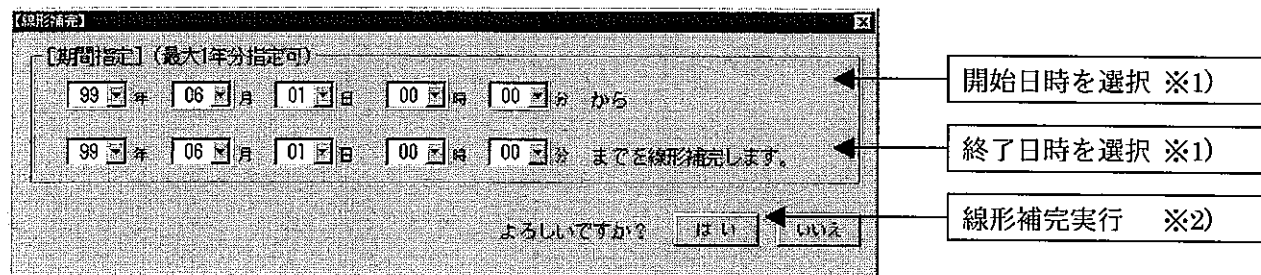 【線形補完】
[期間指定] (最大1年分指定可)
99 年 06 月 01 日 00 時 00 分 から
99 年 06 月 01 日 00 時 00 分 までを線形補完します。
よろしいですか? はい いいえ
開始日時を選択 ※1)
終了日時を選択 ※1)
線形補完実行 ※2)